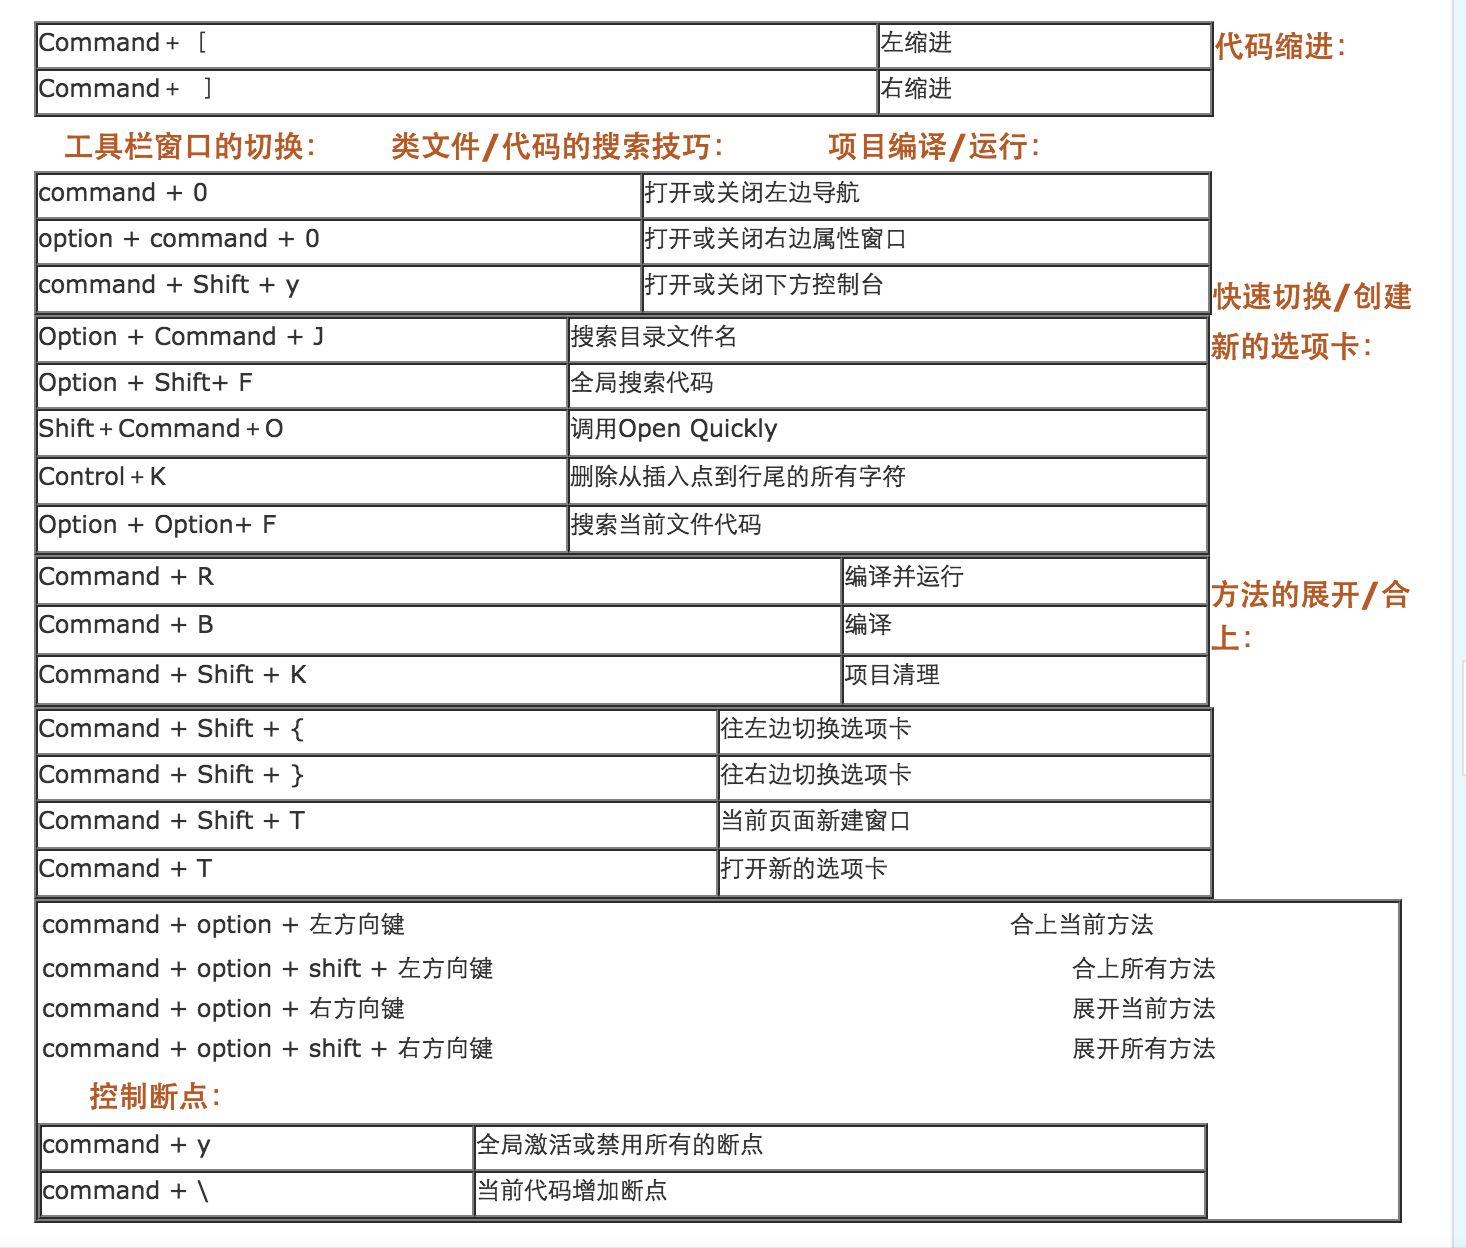 Command+ [ 左缩进 代码缩进：
Command+ ] 右缩进
工具栏窗口的切换： 类文件/代码的搜索技巧： 项目编译/运行：
command + 0 打开或关闭左边导航
option + command + 0 打开或关闭右边属性窗口
command + Shift + y 打开或关闭下方控制台
快速切换/创建
新的选项卡：
Option + Command + J 搜索目录文件名
Option + Shift+ F 全局搜索代码
Shift+Command+O 调用Open Quickly
Control+K 删除从插入点到行尾的所有字符
Option + Option+ F 搜索当前文件代码
Command + R 编译并运行
方法的展开/合
上：
Command + B 编译
Command + Shift + K 项目清理
Command + Shift + { 往左边切换选项卡
Command + Shift + } 往右边切换选项卡
Command + Shift + T 当前页面新建窗口
Command + T 打开新的选项卡
command + option + 左方向键 合上当前方法
command + option + shift + 左方向键 合上所有方法
command + option + 右方向键 展开当前方法
command + option + shift + 右方向键 展开所有方法
控制断点：
command + y 全局激活或禁用所有的断点
command + \ 当前代码增加断点